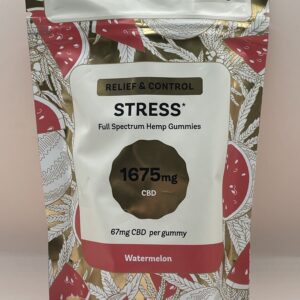 RELIEF & CONTROL
STRESS*
Full Spectrum Hemp Gummies
1675mg
CBD
67mg CBD per gummy
Watermelon